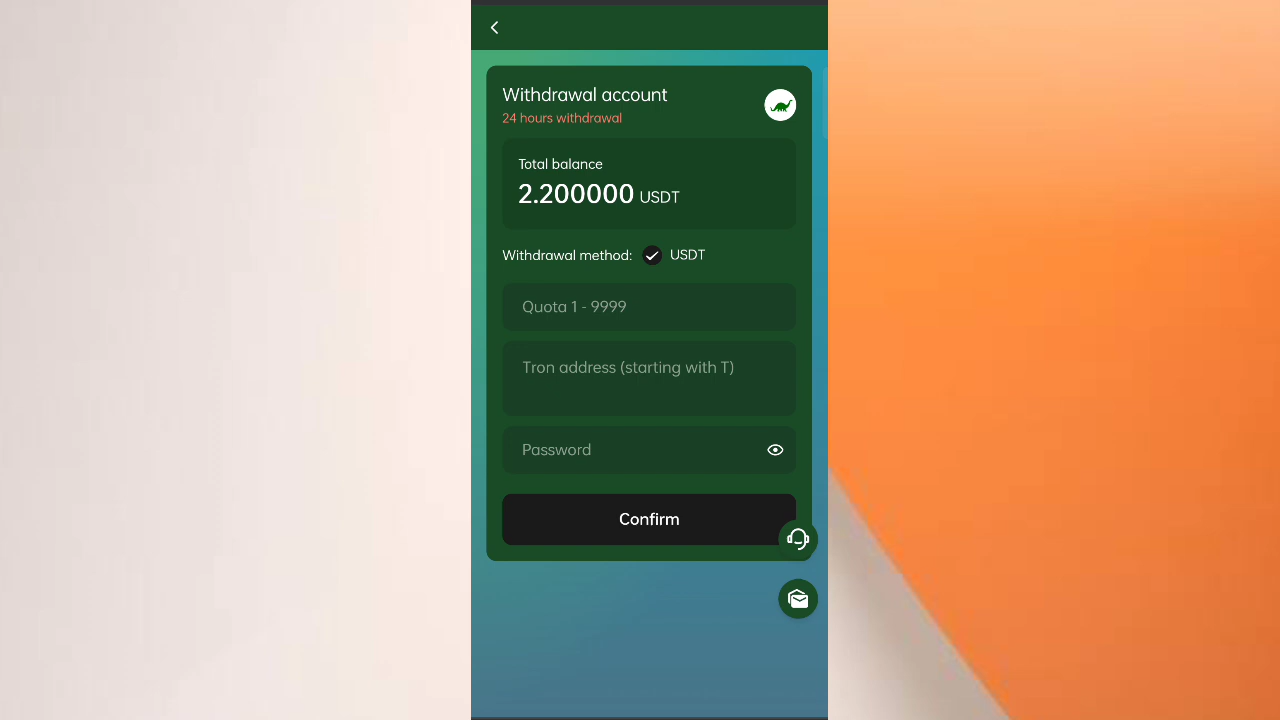 Withdrawal account
24 hours withdrawal
Total balance
2.200000 USDT
Withdrawal method: USDT
Quota 1 - 9999
Tron address (starting with T)
Password
Confirm